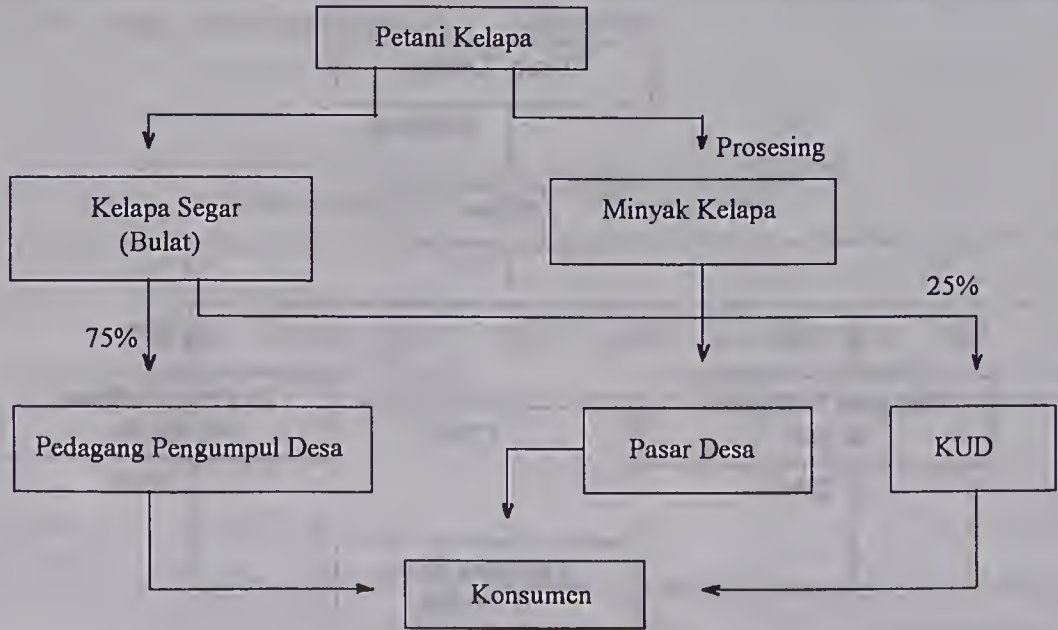 Petani Kelapa
Prosesing
Kelapa Segar
(Bulat)
Minyak Kelapa
75%
25%
Pedagang Pengumpul Desa
Pasar Desa
KUD
Konsumen